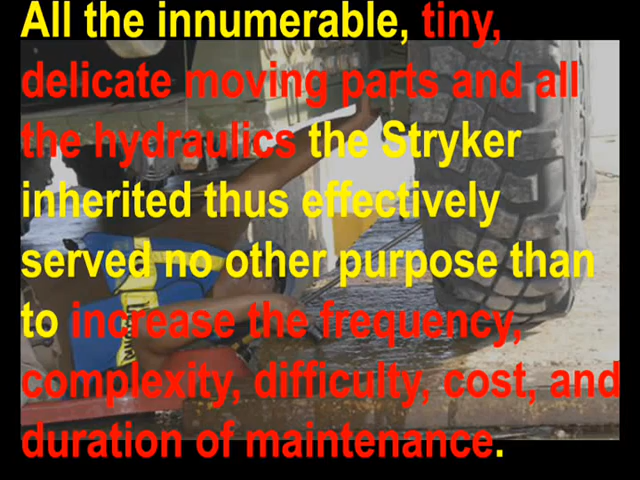 All the innumerable, tiny,
delicate moving parts and all
the hydraulics the Stryker
inherited thus effectively
served no other purpose than
to increase the frequency,
complexity, difficulty, cost, and
duration of maintenance.